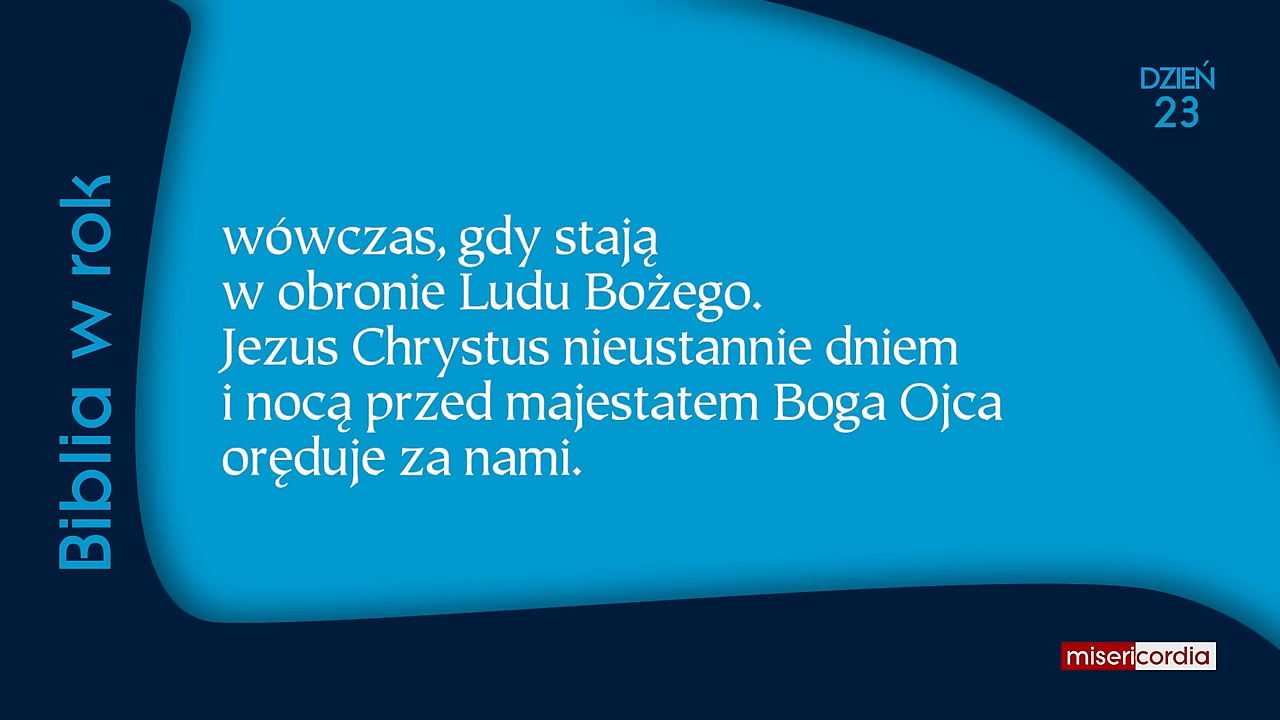 DZIEŃ
23
Biblia w rok
wówczas, gdy stają
w obronie Ludu Bożego.
Jezus Chrystus nieustannie dniem
i nocą przed majestatem Boga Ojca
oręduje za nami.
misericordia